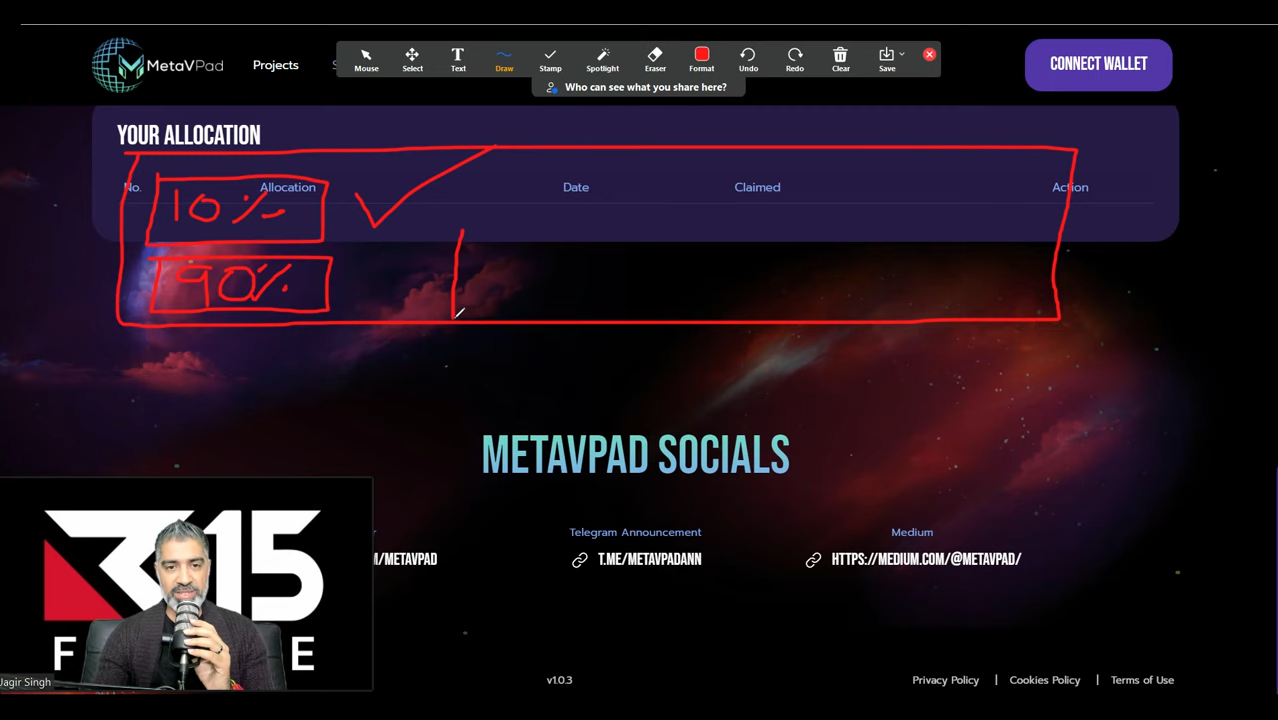 MetaVPad
Projects
S
Mouse
Select
Text
Draw
Stamp
Spotlight
Eraser
Format
Undo
Redo
Clear
Save
Who can see what you share here?
CONNECT WALLET
YOUR ALLOCATION
No.
Allocation
Date
Claimed
Action
10%
90%
METAVPAD SOCIALS
Telegram Announcement
Medium
M/METAVPAD
T.ME/METAVPADANN
HTTPS://MEDIUM.COM/@METAVPAD/
15
F
E
Jagir Singh
v1.0.3
Privacy Policy | Cookies Policy | Terms of Use